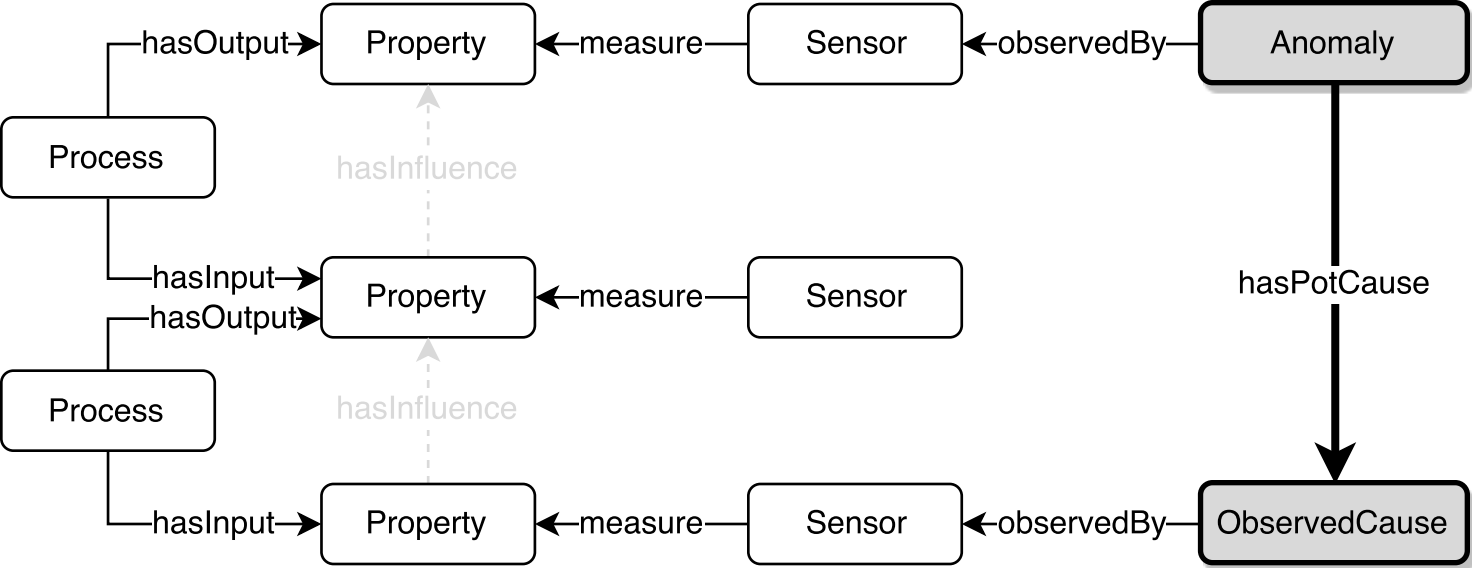 hasOutput
Property
measure
Sensor
observedBy
Anomaly
Process
hasInfluence
hasInput
Property
measure
Sensor
hasPotCause
hasOutput
Process
hasInfluence
hasInput
Property
measure
Sensor
observedBy
ObservedCause